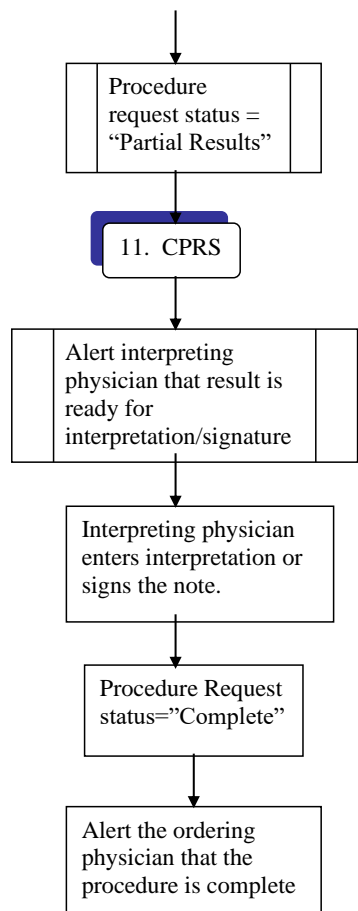 Procedure
request status =
“Partial Results”
11. CPRS
Alert interpreting
physician that result is
ready for
interpretation/signature
Interpreting physician
enters interpretation or
signs the note.
Procedure Request
status=”Complete”
Alert the ordering
physician that the
procedure is complete